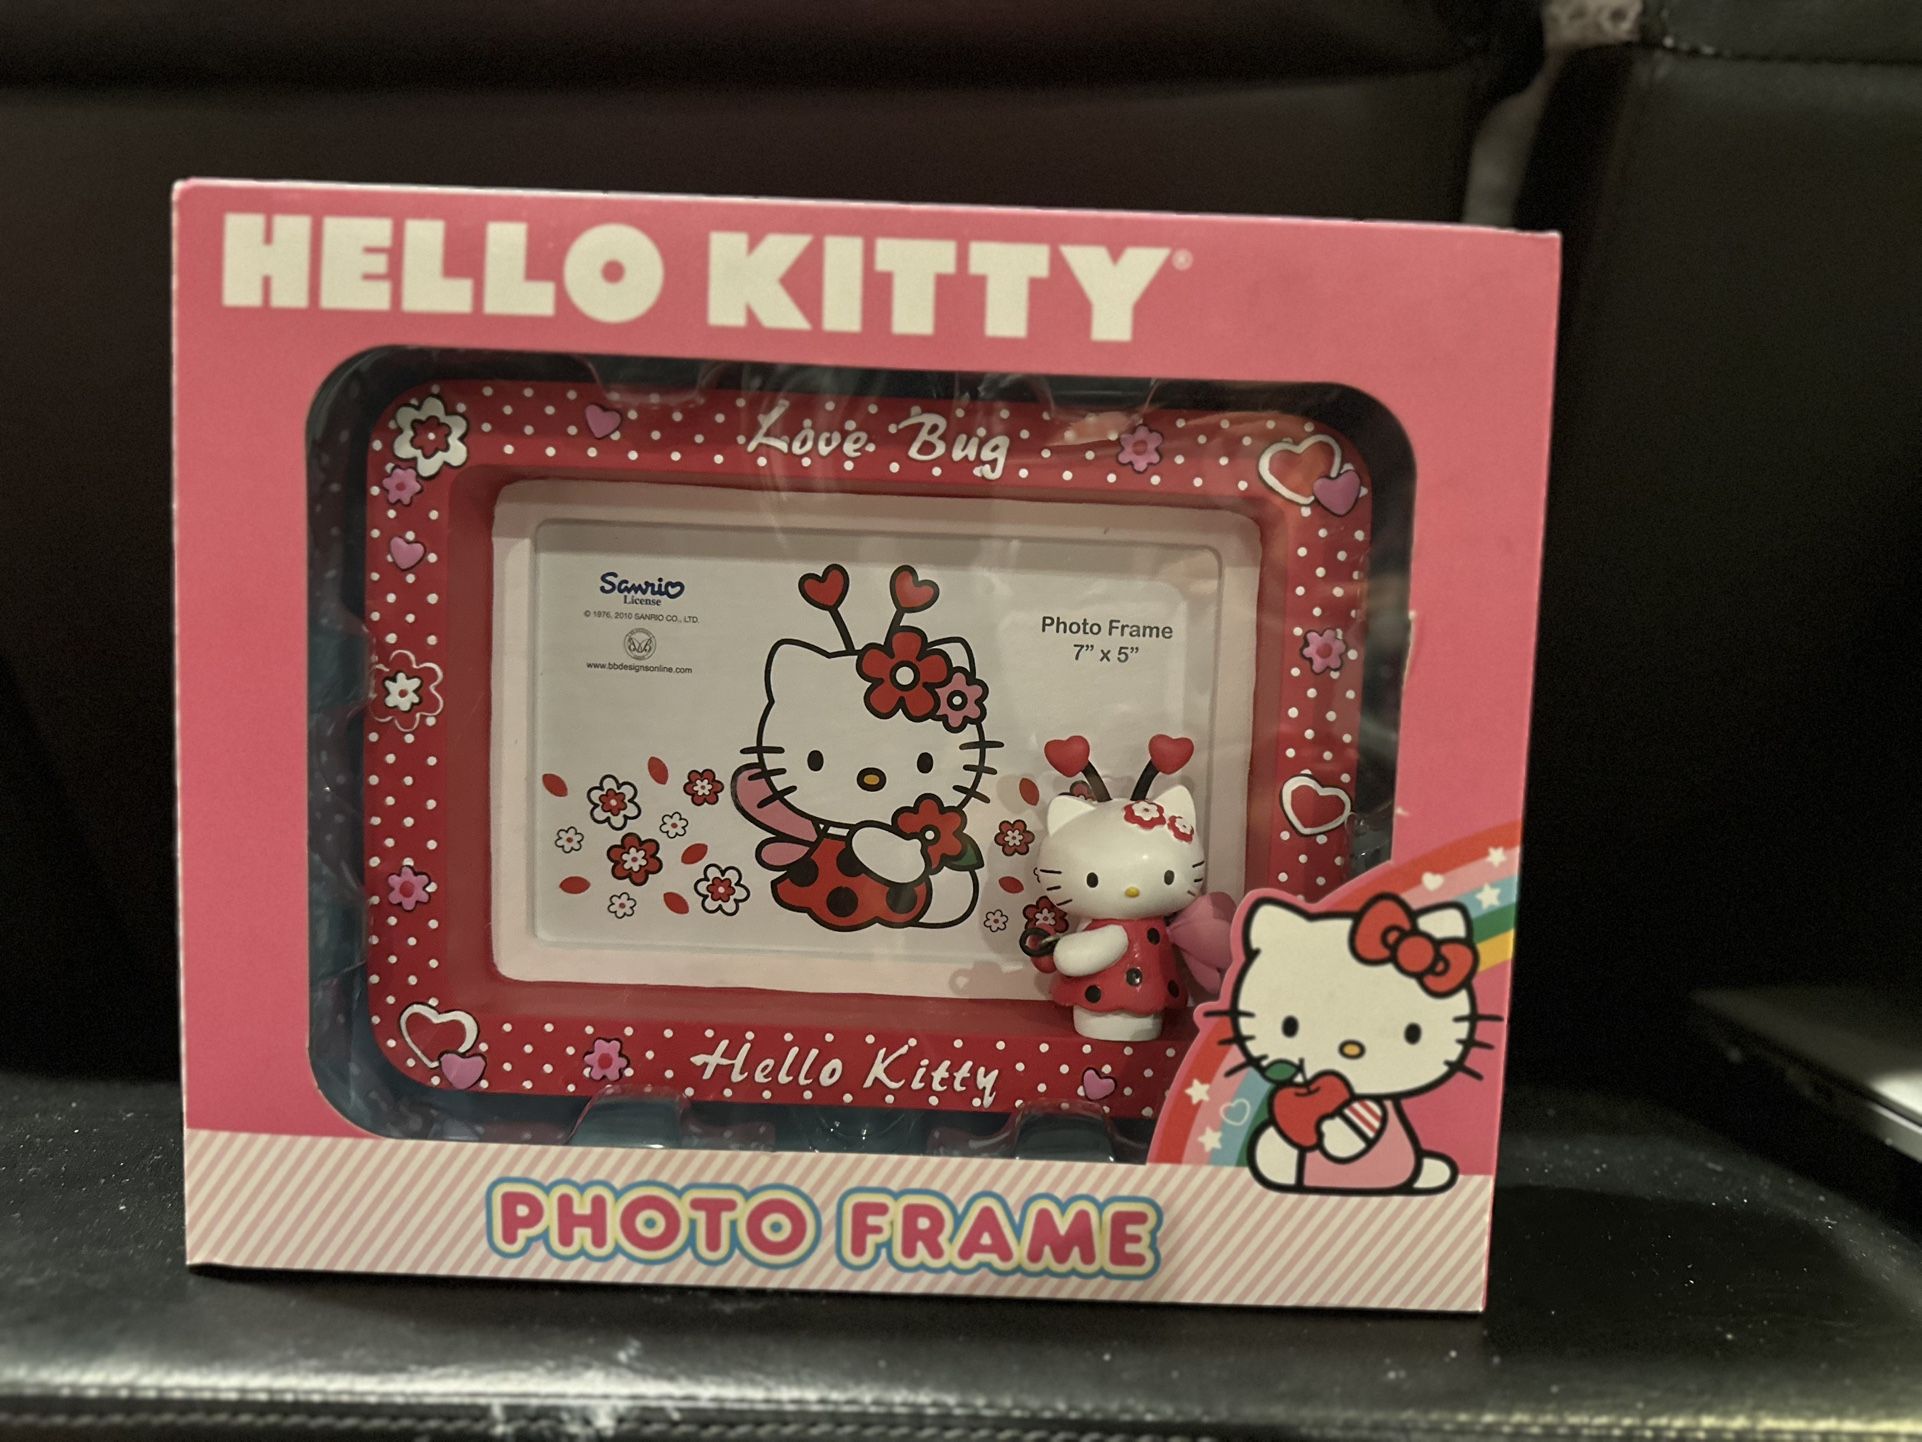 HELLO KITTY®
Love Bug
Sanrio
License
© 1976, 2010 SANRIO CO., LTD.
www.bbdesignsonline.com
Photo Frame
7” x 5”
Hello Kitty
PHOTO FRAME